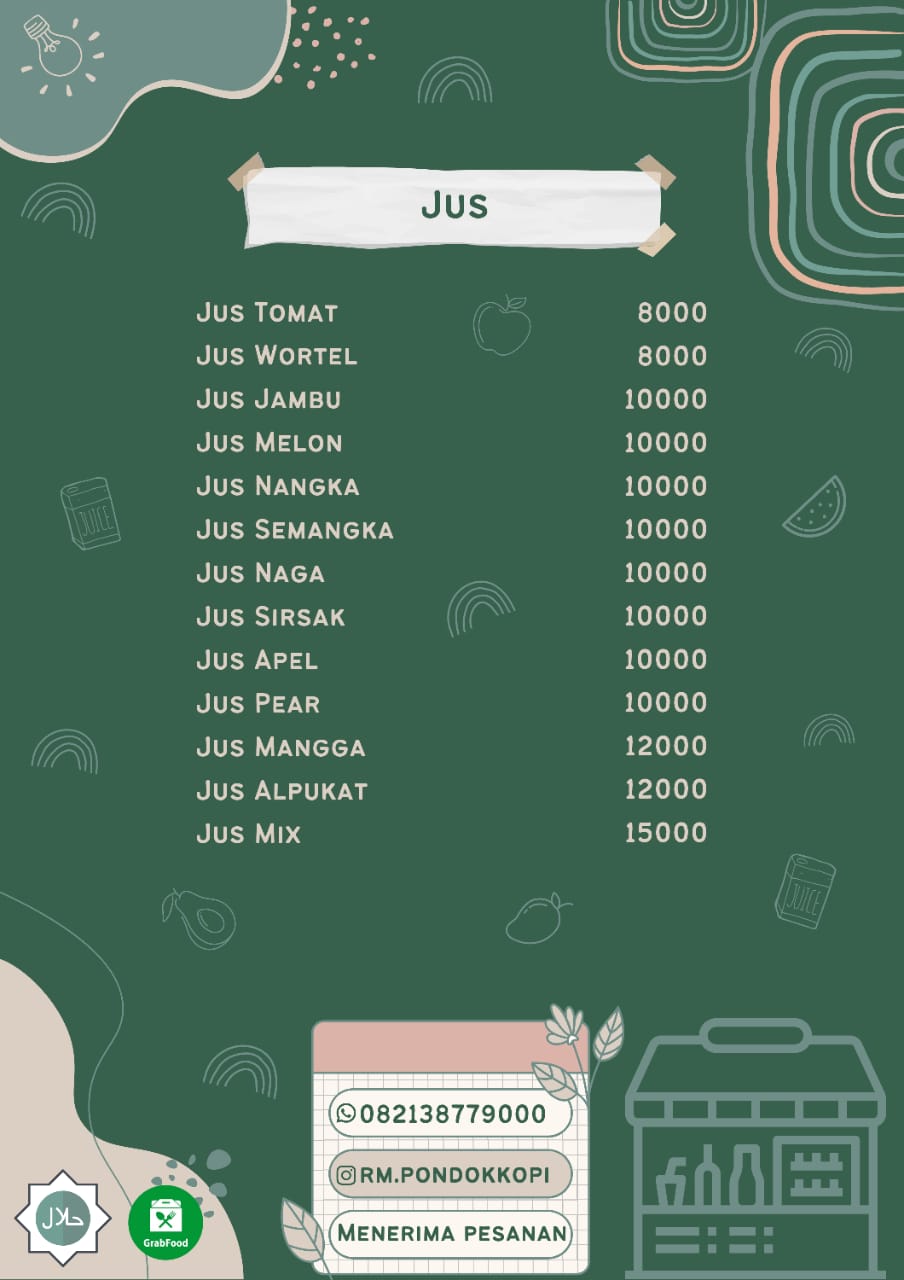 Jus
Jus Tomat 8000
Jus Wortel 8000
Jus Jambu 10000
Jus Melon 10000
Jus Nangka 10000
Jus Semangka 10000
Jus Naga 10000
Jus Sirsak 10000
Jus Apel 10000
Jus Pear 10000
Jus Mangga 12000
Jus Alpukat 12000
Jus Mix 15000
JUICE
JUICE
082138779000
RM.PONDOKKOPI
Menerima pesanan
حلال
GrabFood